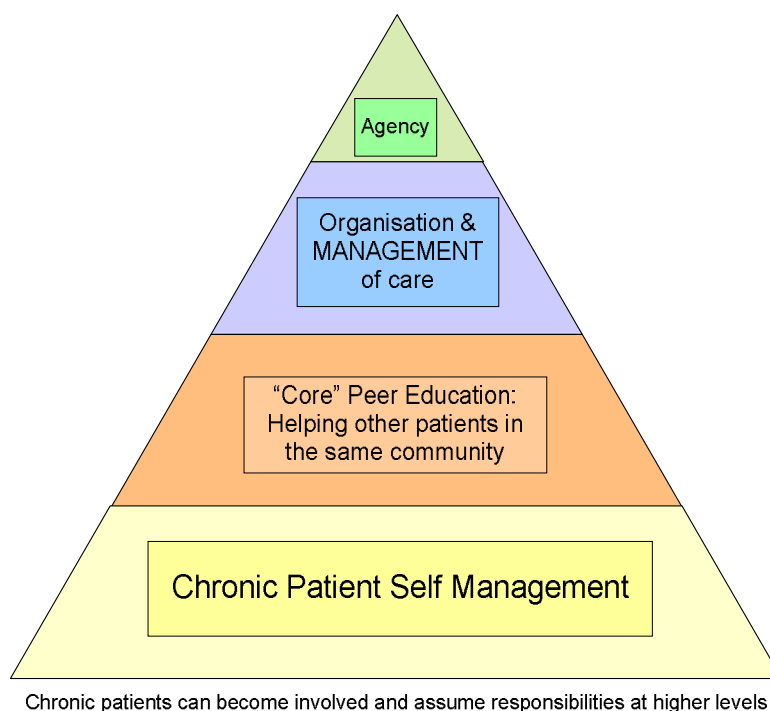 Agency
Organisation &
MANAGEMENT
of care
“Core” Peer Education:
Helping other patients in
the same community
Chronic Patient Self Management
Chronic patients can become involved and assume responsibilities at higher levels